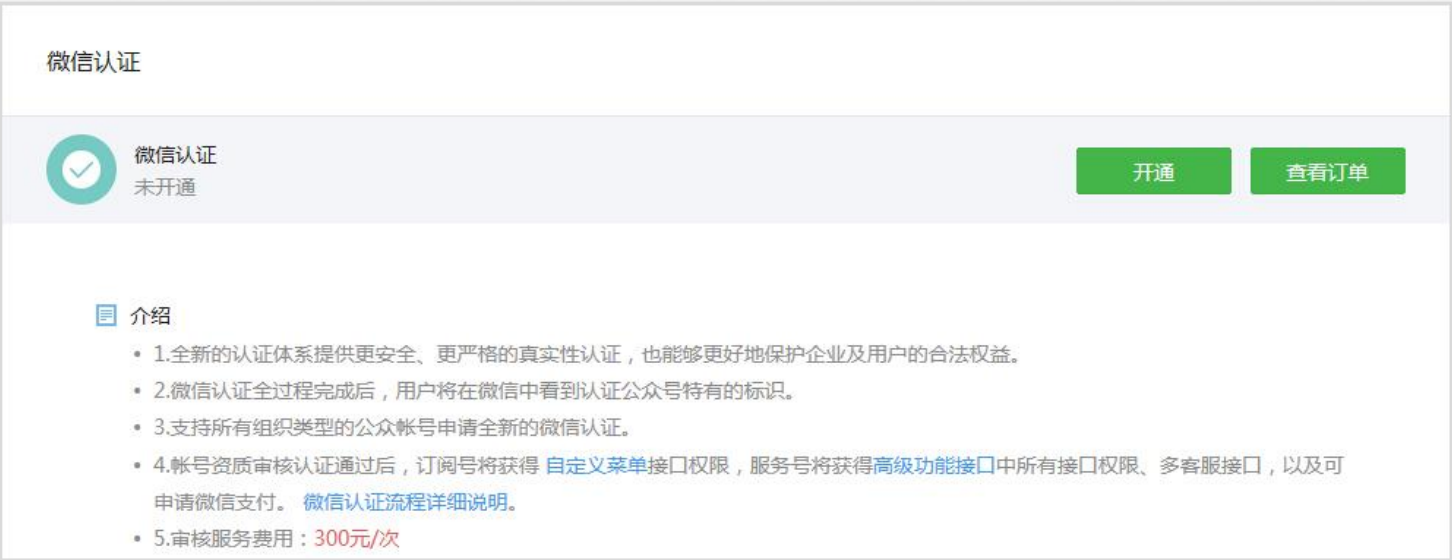 微信认证
微信认证
未开通
开通
查看订单
介绍
• 1.全新的认证体系提供更安全、更严格的真实性认证，也能够更好地保护企业及用户的合法权益。
• 2.微信认证全过程完成后，用户将在微信中看到认证公众号特有的标识。
• 3.支持所有组织类型的公众帐号申请全新的微信认证。
• 4.帐号资质审核认证通过后，订阅号将获得 自定义菜单接口权限，服务号将获得高级功能接口中所有接口权限、多客服接口，以及可
申请微信支付。 微信认证流程详细说明。
• 5.审核服务费用：300元/次